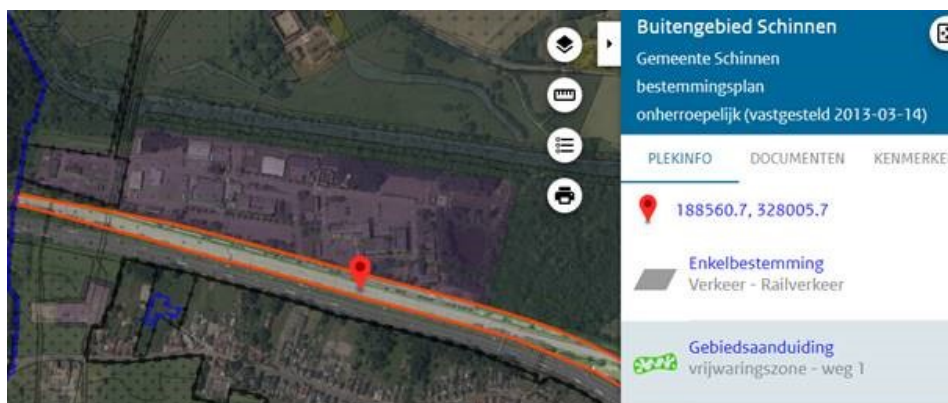 Buitengebied Schinnen
Gemeente Schinnen
bestemmingsplan
onherroepelijk (vastgesteld 2013-03-14)
PLEKINFO DOCUMENTEN KENMERKE
188560.7, 328005.7
Enkelbestemming
Verkeer - Railverkeer
Gebiedsaanduiding
vrijwaringszone - weg 1